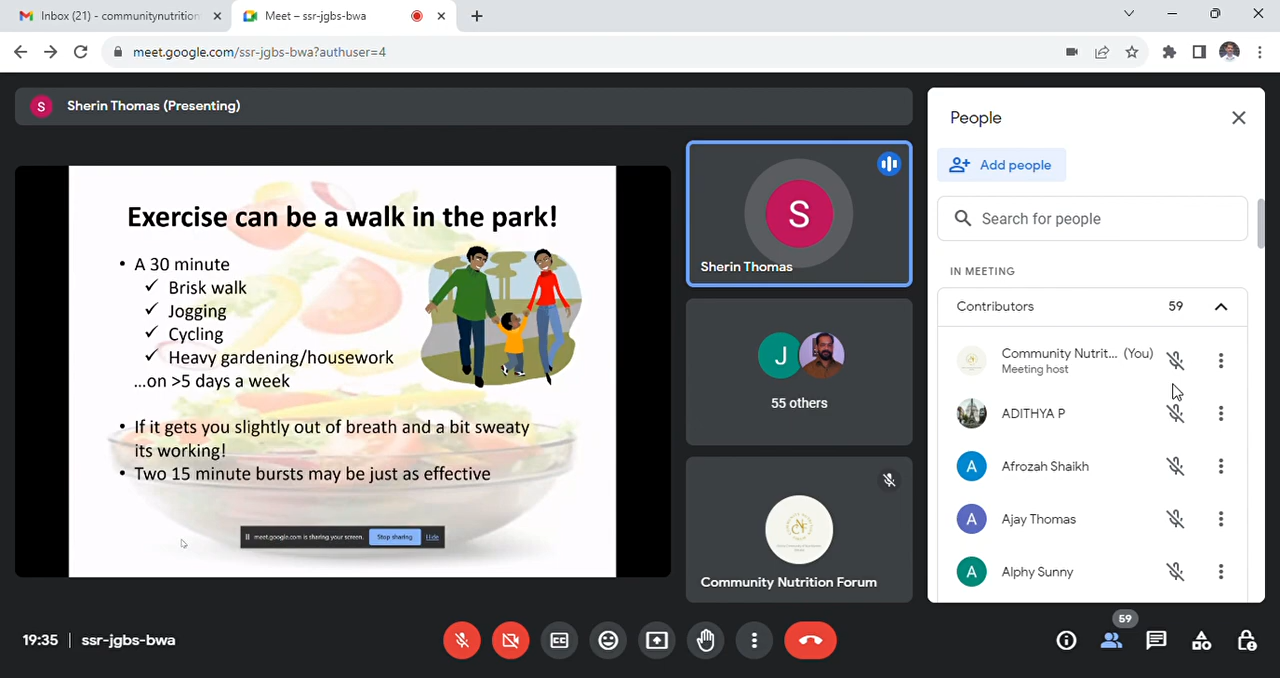 Inbox (21) - communitynutrition
Meet – ssr-jgbs-bwa
meet.google.com/ssr-jgbs-bwa?authuser=4
S
Sherin Thomas (Presenting)
Exercise can be a walk in the park!
• A 30 minute
✓ Brisk walk
✓ Jogging
✓ Cycling
✓ Heavy gardening/housework
...on >5 days a week
• If it gets you slightly out of breath and a bit sweaty
its working!
• Two 15 minute bursts may be just as effective
meet.google.com is sharing your screen.
Stop sharing
Hide
S
Sherin Thomas
J
55 others
Community Nutrition Forum
People
Add people
Search for people
IN MEETING
Contributors 59
Community Nutrit... (You)
Meeting host
ADITHYA P
A
Afrozah Shaikh
A
Ajay Thomas
A
Alphy Sunny
19:35 | ssr-jgbs-bwa
CC
59